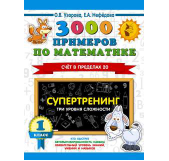 О.В. Узорова, Е.А. Нефёдова
3000
ПРИМЕРОВ
ПО МАТЕМАТИКЕ
СЧЁТ В ПРЕДЕЛАХ 20
СУПЕРТРЕНИНГ
ТРИ УРОВНЯ СЛОЖНОСТИ
1
КЛАСС